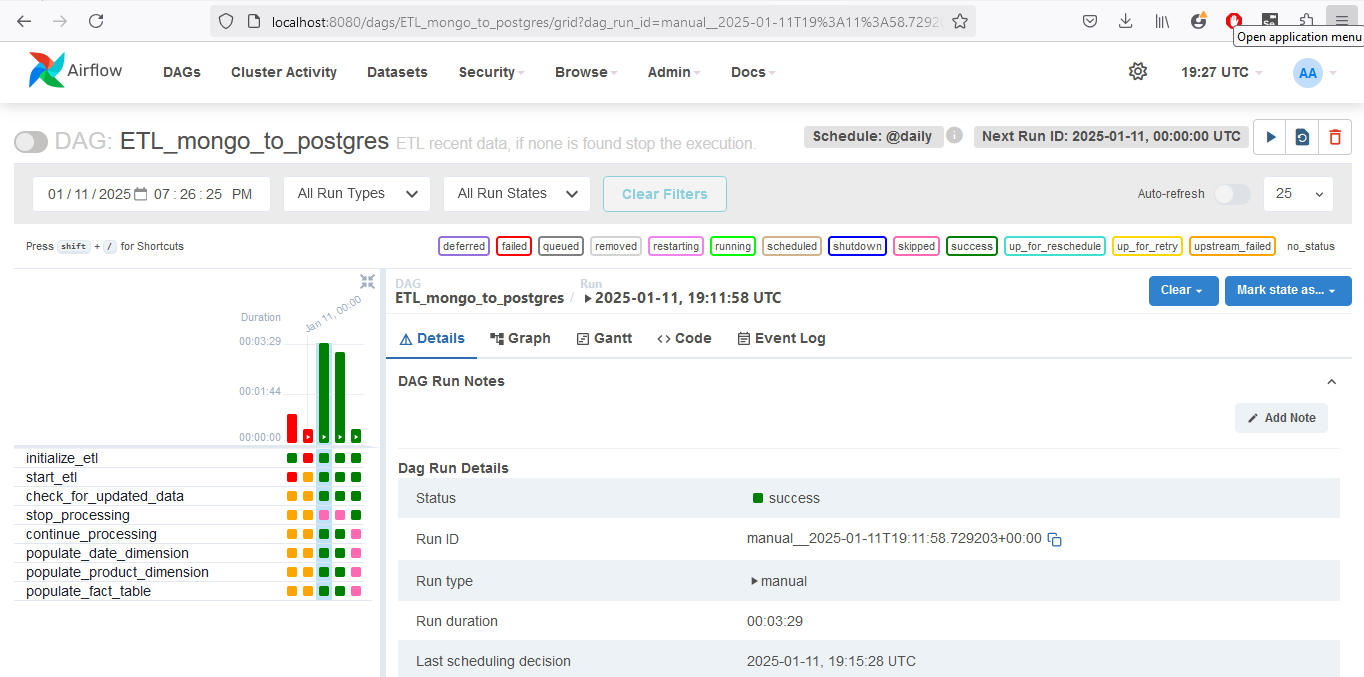 localhost:8080/dags/ETL_mongo_to_postgres/grid?dag_run_id=manual__2025-01-11T19%3A11%3A58.7292
Open application menu
Airflow DAGs Cluster Activity Datasets Security Browse Admin Docs 19:27 UTC AA
DAG: ETL_mongo_to_postgres ETL recent data, if none is found stop the execution. Schedule: @daily i Next Run ID: 2025-01-11, 00:00:00 UTC
01/11/2025 07:26:25 PM All Run Types All Run States Clear Filters Auto-refresh 25
Press shift + / for Shortcuts deferred failed queued removed restarting running scheduled shutdown skipped success up_for_reschedule up_for_retry upstream_failed no_status
DAG Run
ETL_mongo_to_postgres / 2025-01-11, 19:11:58 UTC Clear Mark state as...
Jan 11, 00:00
Duration
00:03:29
00:01:44
00:00:00
initialize_etl
start_etl
check_for_updated_data
stop_processing
continue_processing
populate_date_dimension
populate_product_dimension
populate_fact_table
Details Graph Gantt Code Event Log
DAG Run Notes
Add Note
Dag Run Details
Status success
Run ID manual__2025-01-11T19:11:58.729203+00:00
Run type manual
Run duration 00:03:29
Last scheduling decision 2025-01-11, 19:15:28 UTC